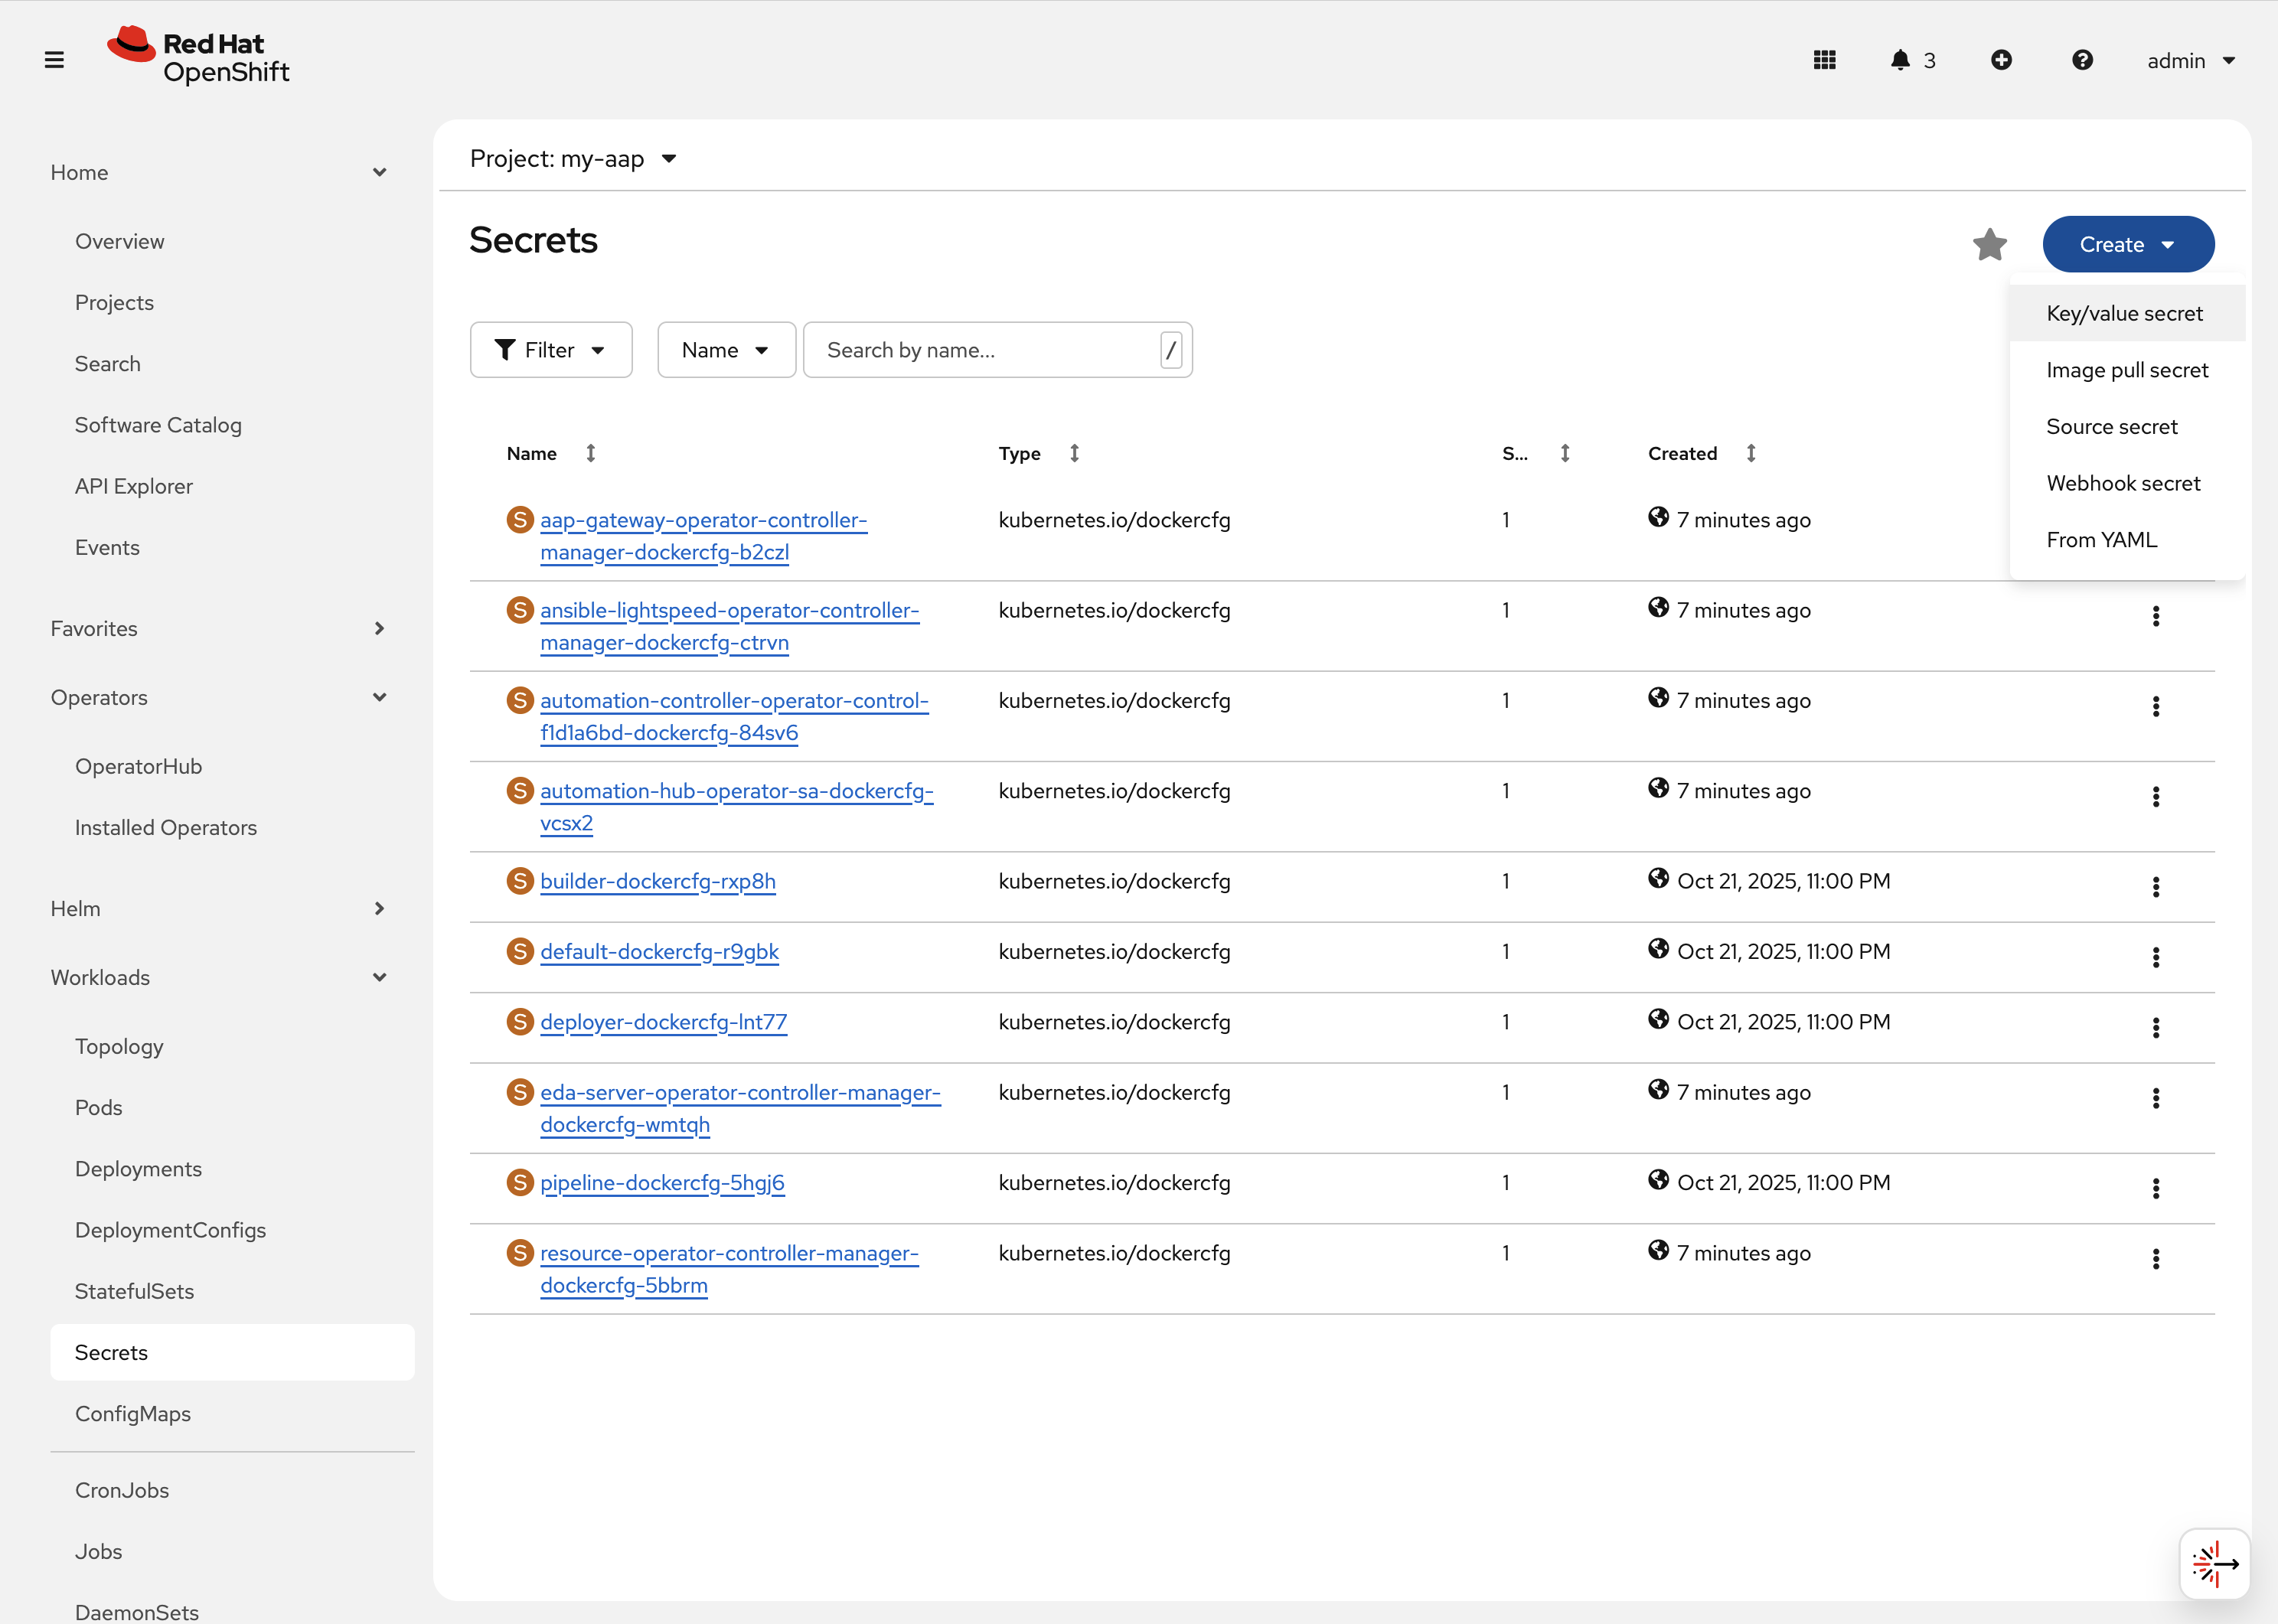 Red Hat
OpenShift
3
admin
Home
Overview
Projects
Search
Software Catalog
API Explorer
Events
Favorites
Operators
OperatorHub
Installed Operators
Helm
Workloads
Topology
Pods
Deployments
DeploymentConfigs
StatefulSets
Secrets
ConfigMaps
CronJobs
Jobs
DaemonSets
Project: my-aap
Secrets
Create
Key/value secret
Image pull secret
Source secret
Webhook secret
From YAML
Filter
Name
Search by name...
/
Name Type S... Created
S aap-gateway-operator-controller- kubernetes.io/dockercfg 1 7 minutes ago
manager-dockercfg-b2czl
S ansible-lightspeed-operator-controller- kubernetes.io/dockercfg 1 7 minutes ago
manager-dockercfg-ctrvn
S automation-controller-operator-control- kubernetes.io/dockercfg 1 7 minutes ago
f1d1a6bd-dockercfg-84sv6
S automation-hub-operator-sa-dockercfg- kubernetes.io/dockercfg 1 7 minutes ago
vcsx2
S builder-dockercfg-rxp8h kubernetes.io/dockercfg 1 Oct 21, 2025, 11:00 PM
S default-dockercfg-r9gbk kubernetes.io/dockercfg 1 Oct 21, 2025, 11:00 PM
S deployer-dockercfg-lnt77 kubernetes.io/dockercfg 1 Oct 21, 2025, 11:00 PM
S eda-server-operator-controller-manager- kubernetes.io/dockercfg 1 7 minutes ago
dockercfg-wmtqh
S pipeline-dockercfg-5hgj6 kubernetes.io/dockercfg 1 Oct 21, 2025, 11:00 PM
S resource-operator-controller-manager- kubernetes.io/dockercfg 1 7 minutes ago
dockercfg-5bbrm